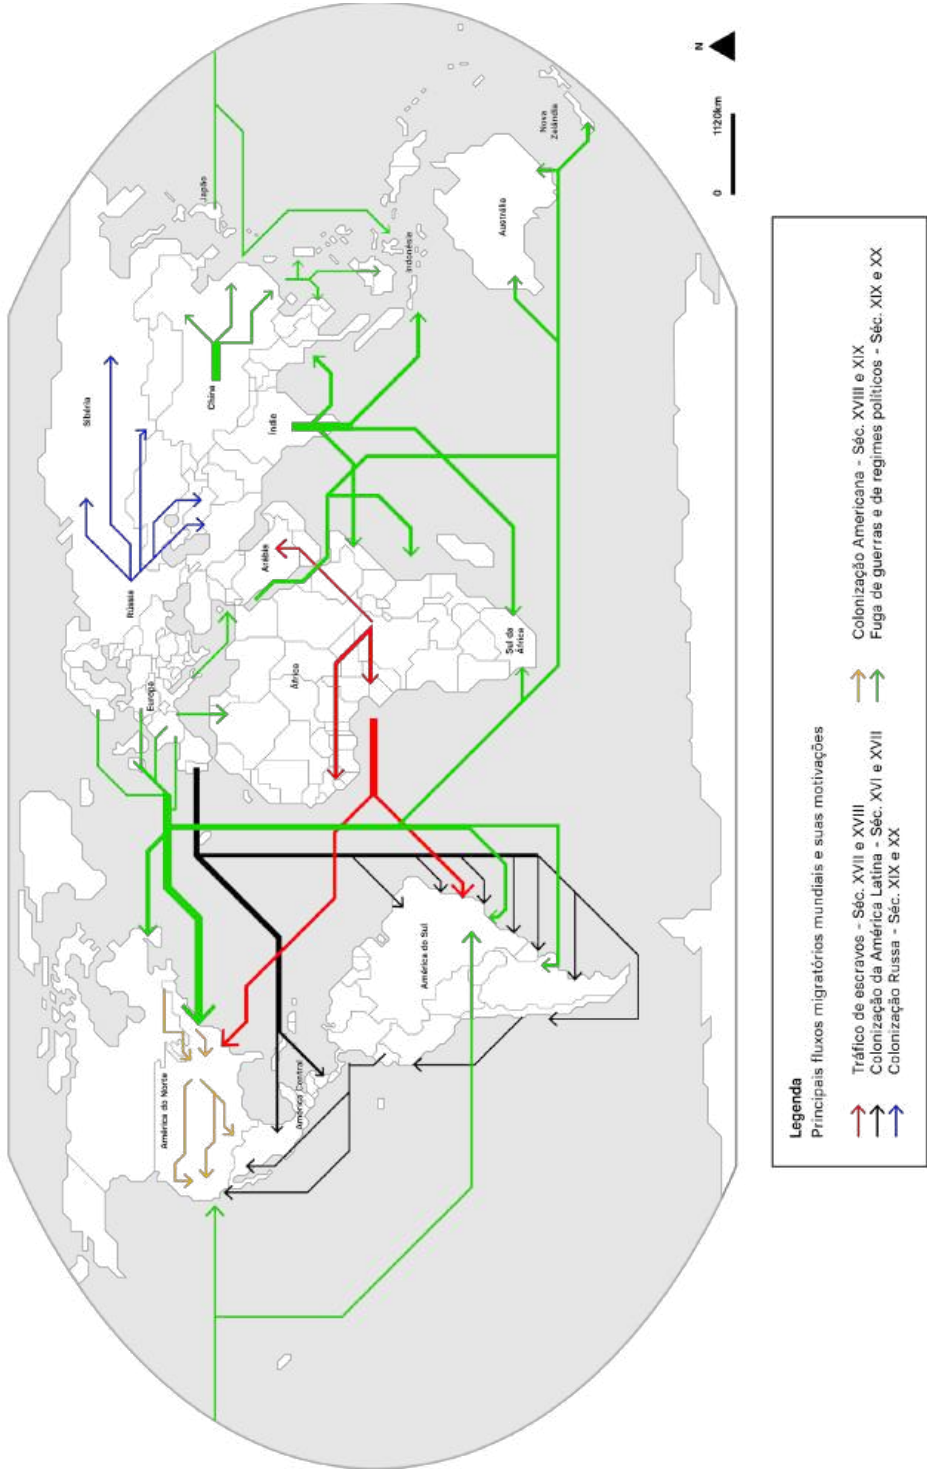 Sibéria
Rússia
Europa
Japão
China
América do Norte
Índia
Arábia
África
América Central
Indonésia
América do Sul
Sul da
África
Austrália
Nova
Zelândia
N
0 1120km
Legenda
Principais fluxos migratórios mundiais e suas motivações
Tráfico de escravos - Séc. XVII e XVIII
Colonização da América Latina - Séc. XVI e XVII
Colonização Russa - Séc. XIX e XX
Colonização Americana - Séc. XVIII e XIX
Fuga de guerras e de regimes políticos - Séc. XIX e XX